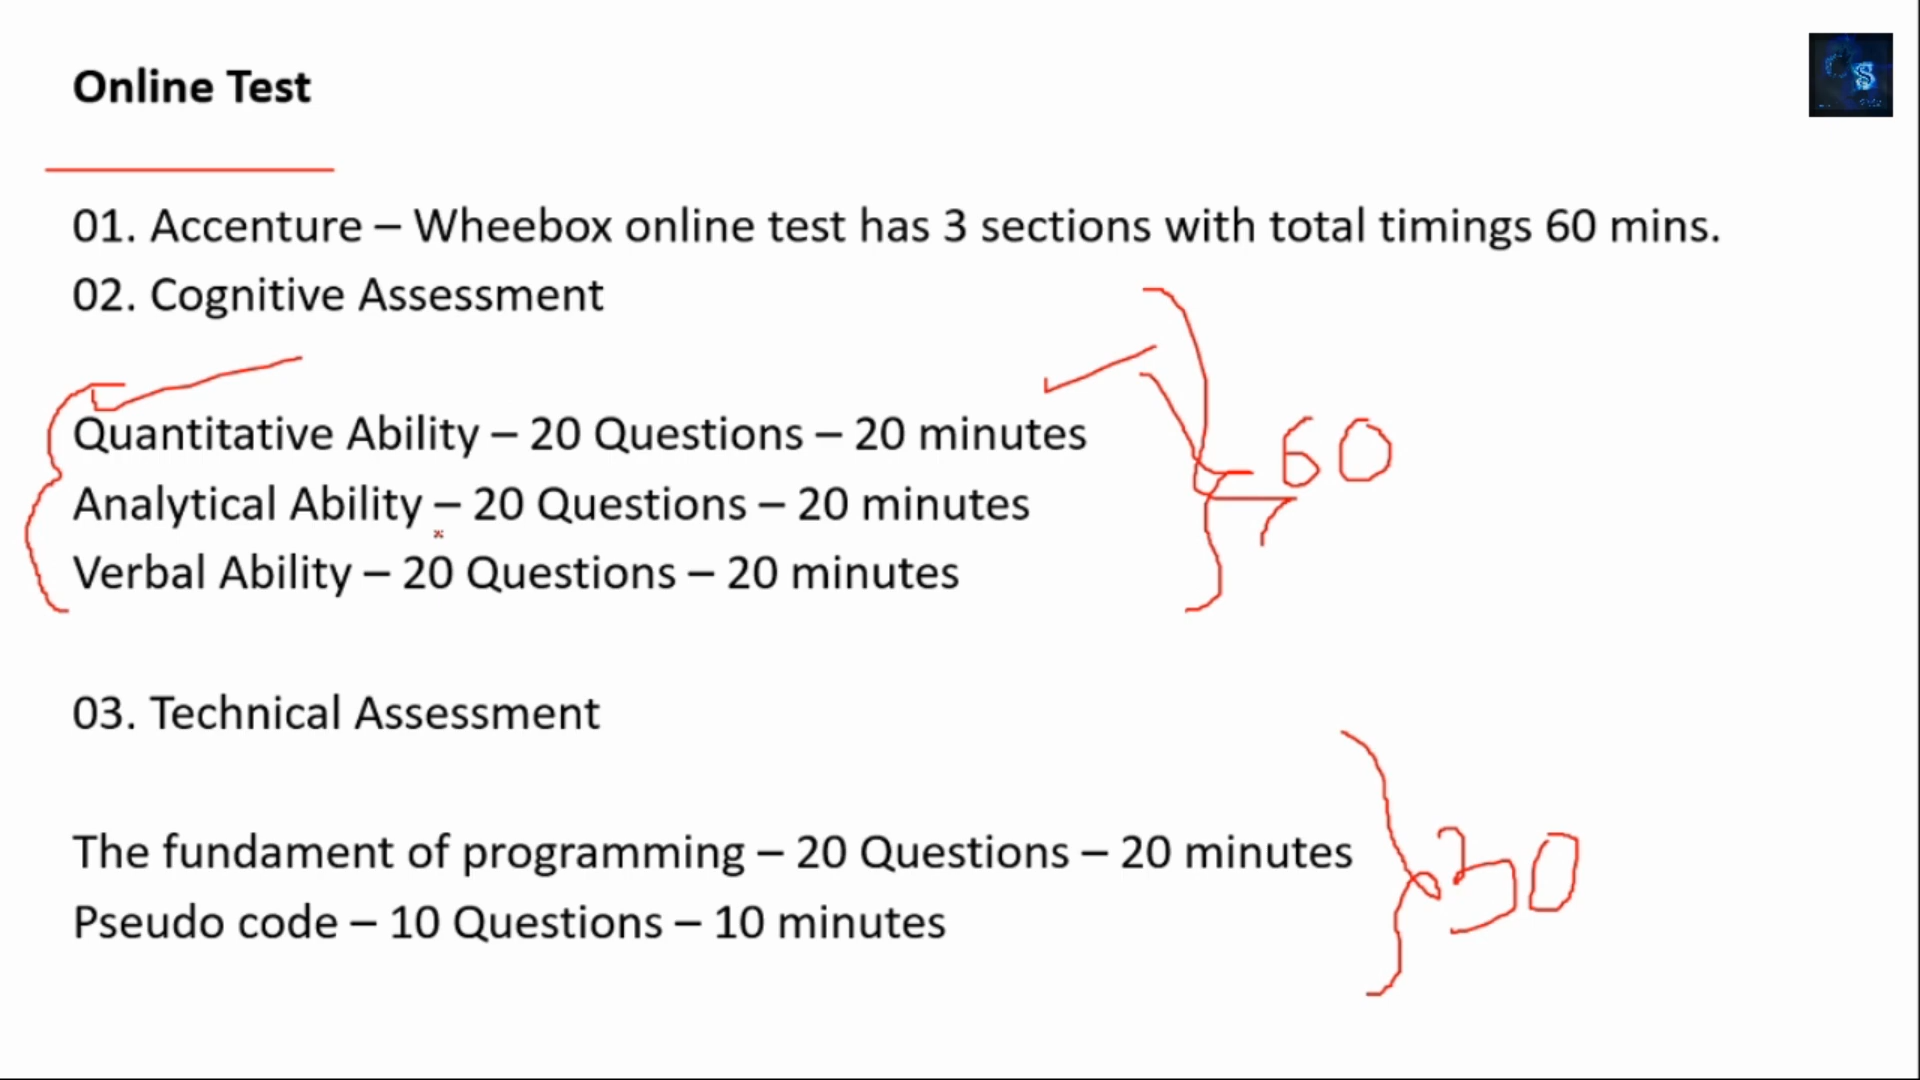 Online Test
01. Accenture – Wheebox online test has 3 sections with total timings 60 mins.
02. Cognitive Assessment
Quantitative Ability – 20 Questions – 20 minutes
Analytical Ability – 20 Questions – 20 minutes
Verbal Ability – 20 Questions – 20 minutes
60
03. Technical Assessment
The fundament of programming – 20 Questions – 20 minutes
Pseudo code – 10 Questions – 10 minutes
30